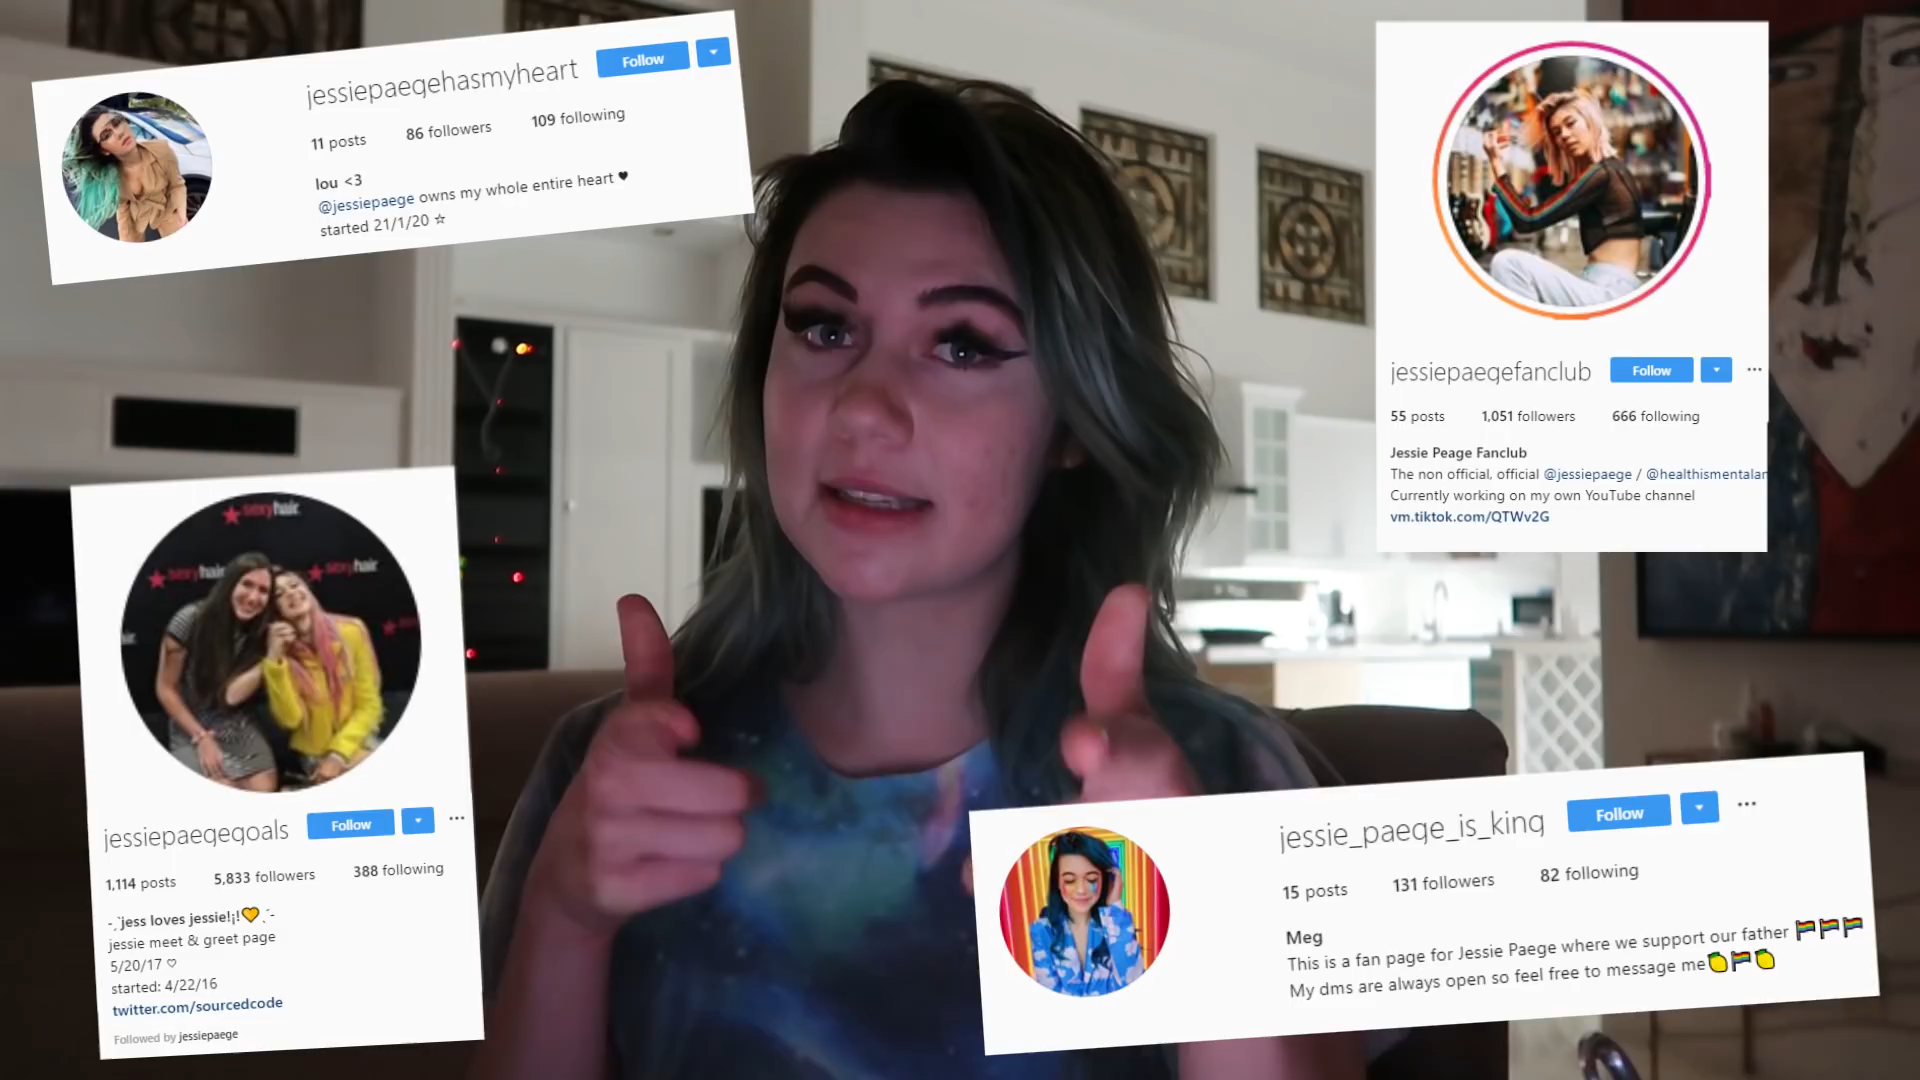 jessiepaegehasmyheart Follow
11 posts 86 followers 109 following
lou <3
@jessiepaege owns my whole entire heart ♥
started 21/1/20 ☆
jessiepaegefanclub Follow ...
55 posts 1,051 followers 666 following
Jessie Peage Fanclub
The non official, official @jessiepaege / @healthismentalar
Currently working on my own YouTube channel
vm.tiktok.com/QTWv2G
sexyhair
sexyhair sexyhair
jessiepaegegoals Follow ...
1,114 posts 5,833 followers 388 following
-ˏ`jess loves jessie!¡!🧡ˎ´-
jessie meet & greet page
5/20/17 ♡
started: 4/22/16
twitter.com/sourcedcode
Followed by jessiepaege
jessie_paege_is_king Follow ...
15 posts 131 followers 82 following
Meg
This is a fan page for Jessie Paege where we support our father 🏳️‍🌈🏳️‍🌈🏳️‍🌈
My dms are always open so feel free to message me🍋🏳️‍🌈🍋